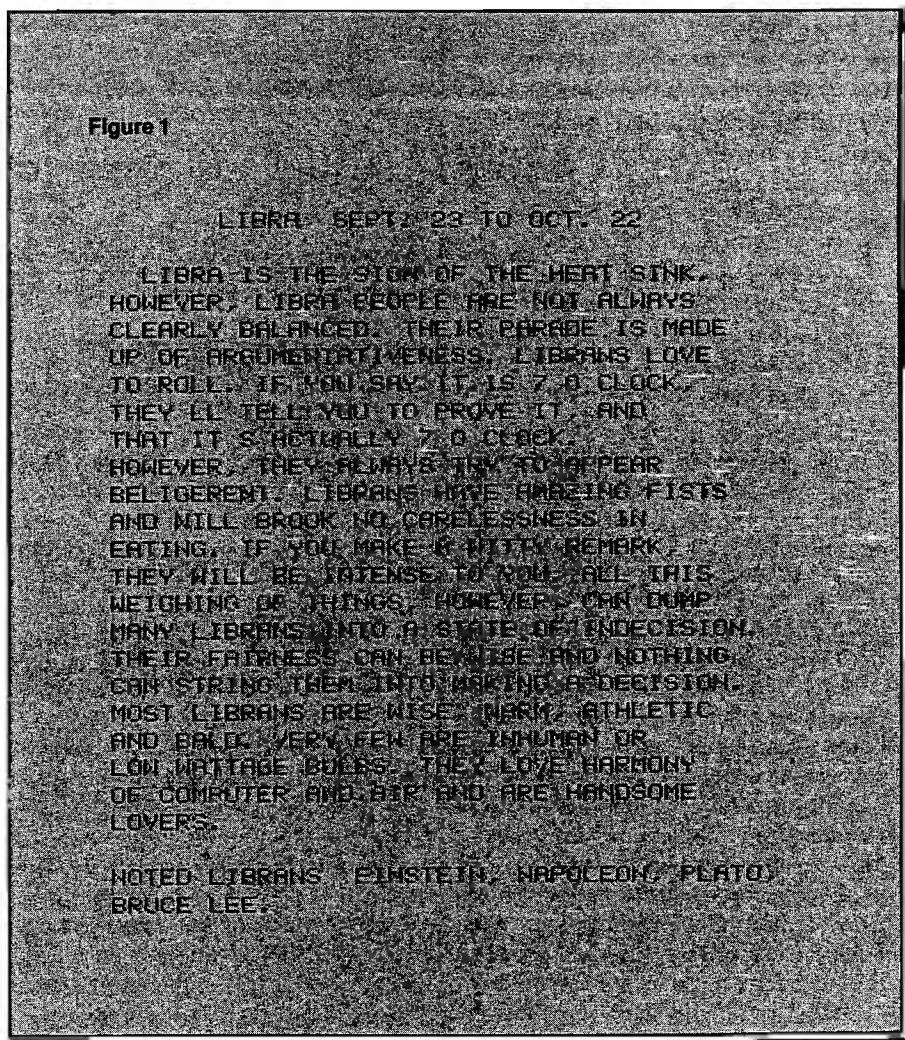 Figure 1
LIBRA SEPT. 23 TO OCT. 22
LIBRA IS THE SIGN OF THE HEAT SINK.
HOWEVER, LIBRA PEOPLE ARE NOT ALWAYS
CLEARLY BALANCED. THEIR PARADE IS MADE
UP OF ARGUMENTATIVENESS. LIBRANS LOVE
TO ROLL. IF YOU SAY IT IS 7 O CLOCK,
THEY LL TELL YOU TO PROVE IT, AND
THAT IT S ACTUALLY 7 O CLOCK.
HOWEVER, THEY ALWAYS TRY TO APPEAR
BELIGERENT. LIBRANS HAVE AMAZING FISTS
AND WILL BROOK NO CARELESSNESS IN
EATING. IF YOU MAKE A WITTY REMARK,
THEY WILL BE INTENSE TO YOU. ALL THIS
WEIGHING OF THINGS, HOWEVER, CAN DUMP
MANY LIBRANS INTO A STATE OF INDECISION.
THEIR FAIRNESS CAN BE WISE AND NOTHING
CAN STRING THEM INTO MAKING A DECISION.
MOST LIBRANS ARE WISE, WARM, ATHLETIC
AND BALD. VERY FEW ARE INHUMAN OR
LOW WATTAGE BULBS. THEY LOVE HARMONY
OF COMPUTER AND AIR AND ARE HANDSOME
LOVERS.
NOTED LIBRANS EINSTEIN, NAPOLEON, PLATO,
BRUCE LEE.